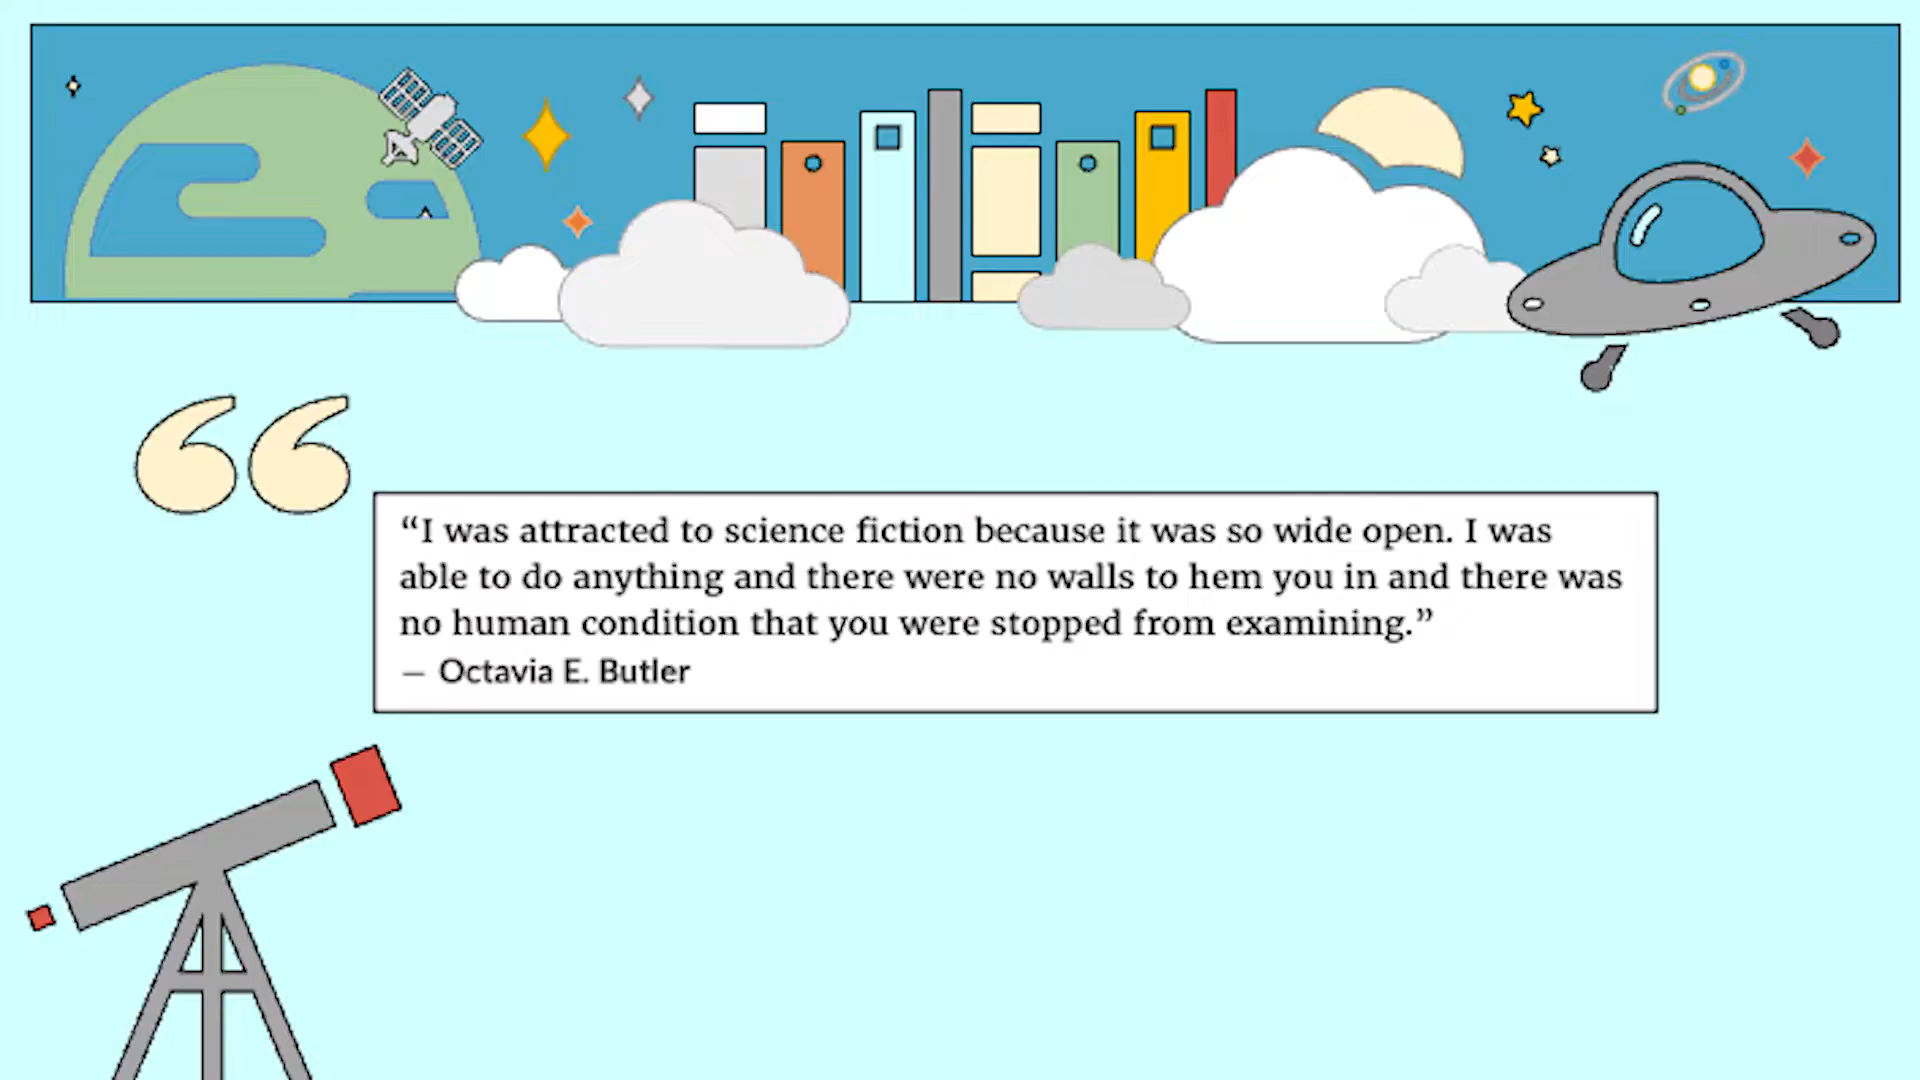 “I was attracted to science fiction because it was so wide open. I was
able to do anything and there were no walls to hem you in and there was
no human condition that you were stopped from examining.”
— Octavia E. Butler